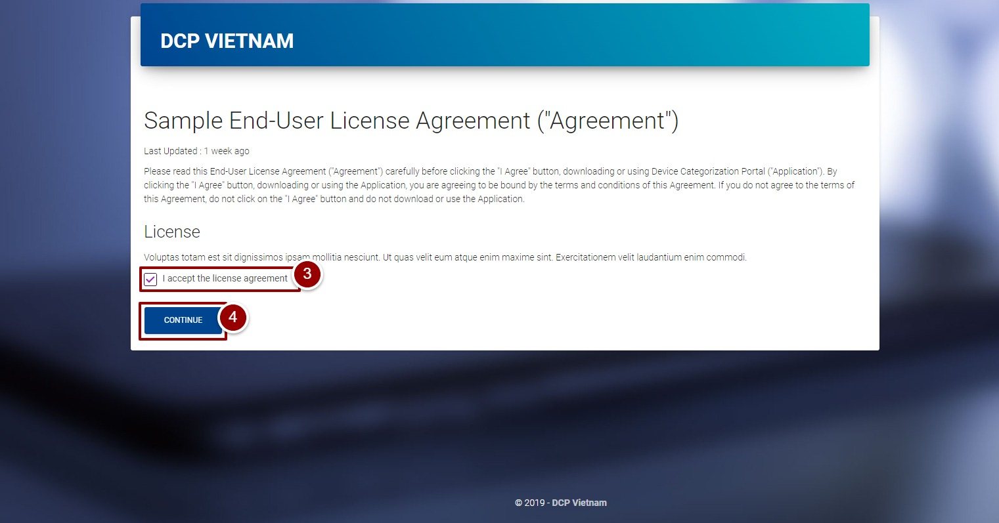 DCP VIETNAM
Sample End-User License Agreement ("Agreement")
Last Updated : 1 week ago
Please read this End-User License Agreement ("Agreement") carefully before clicking the "I Agree" button, downloading or using Device Categorization Portal ("Application"). By
clicking the "I Agree" button, downloading or using the Application, you are agreeing to be bound by the terms and conditions of this Agreement. If you do not agree to the terms of
this Agreement, do not click on the "I Agree" button and do not download or use the Application.
License
Voluptas totam est sit dignissimos ipsam mollitia nesciunt. Ut quas velit eum atque enim maxime sint. Exercitationem velit laudantium enim commodi.
I accept the license agreement 3
CONTINUE 4
© 2019 - DCP Vietnam